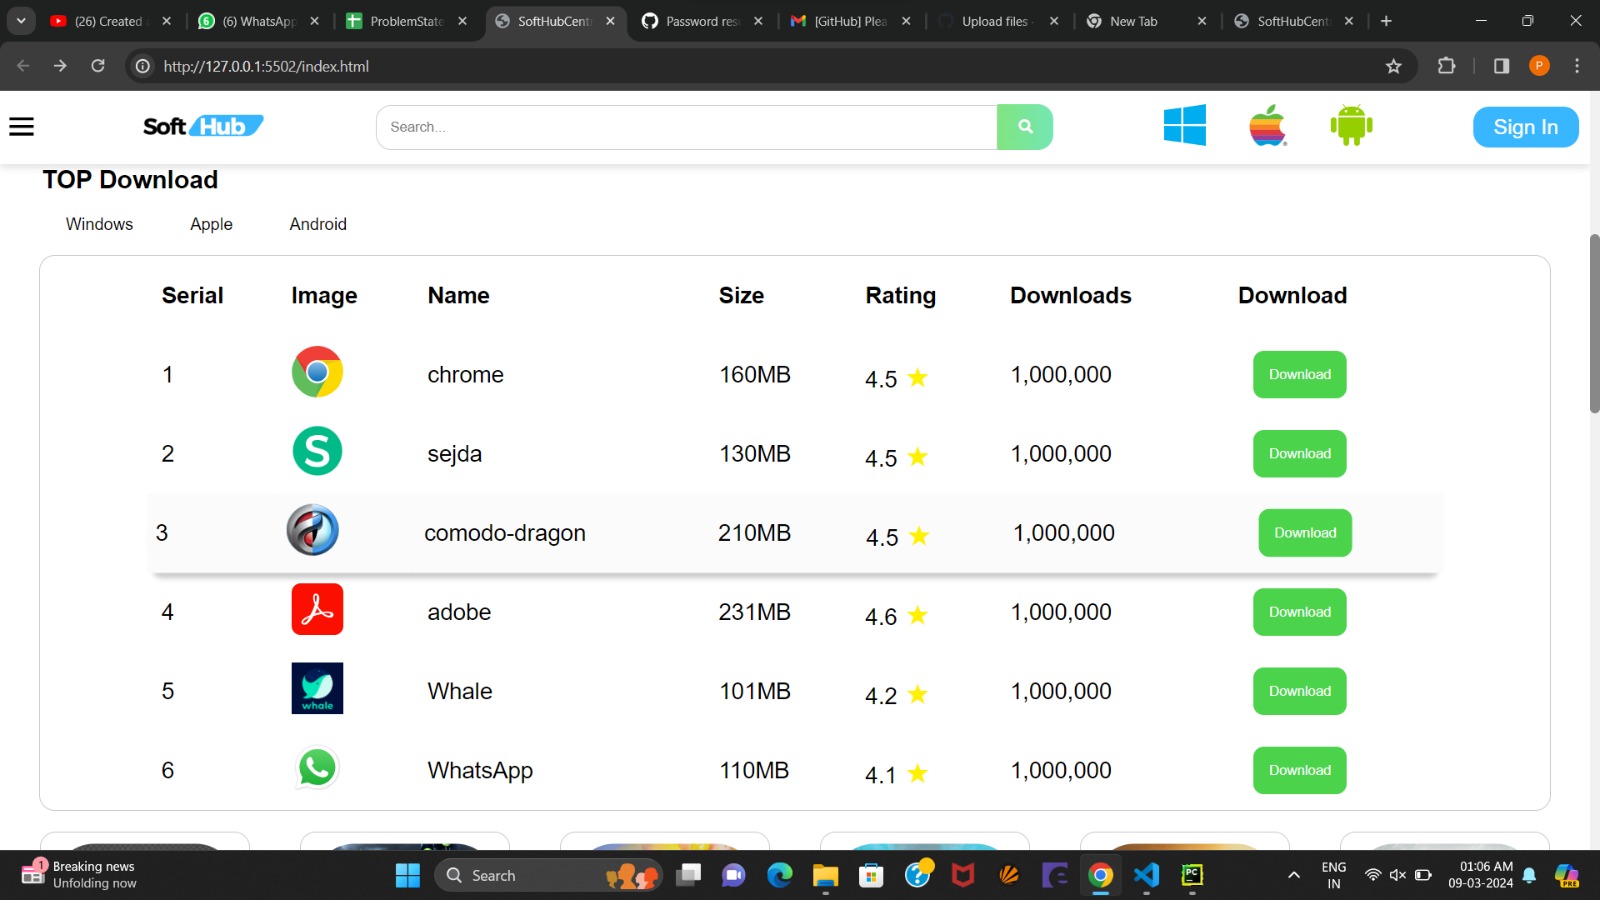 (26) Created
6 (6) WhatsApp
ProblemState
SoftHubCent
Password res
[GitHub] Plea
Upload files
New Tab
SoftHubCent
http://127.0.0.1:5502/index.html
P
Soft Hub
Search...
Sign In
TOP Download
Windows Apple Android
Serial Image Name Size Rating Downloads Download
1 chrome 160MB 4.5 1,000,000 Download
2 S sejda 130MB 4.5 1,000,000 Download
3 comodo-dragon 210MB 4.5 1,000,000 Download
4 adobe 231MB 4.6 1,000,000 Download
5 whale Whale 101MB 4.2 1,000,000 Download
6 WhatsApp 110MB 4.1 1,000,000 Download
1 Breaking news
Unfolding now
Search
PC
ENG
IN
01:06 AM
09-03-2024
PRE